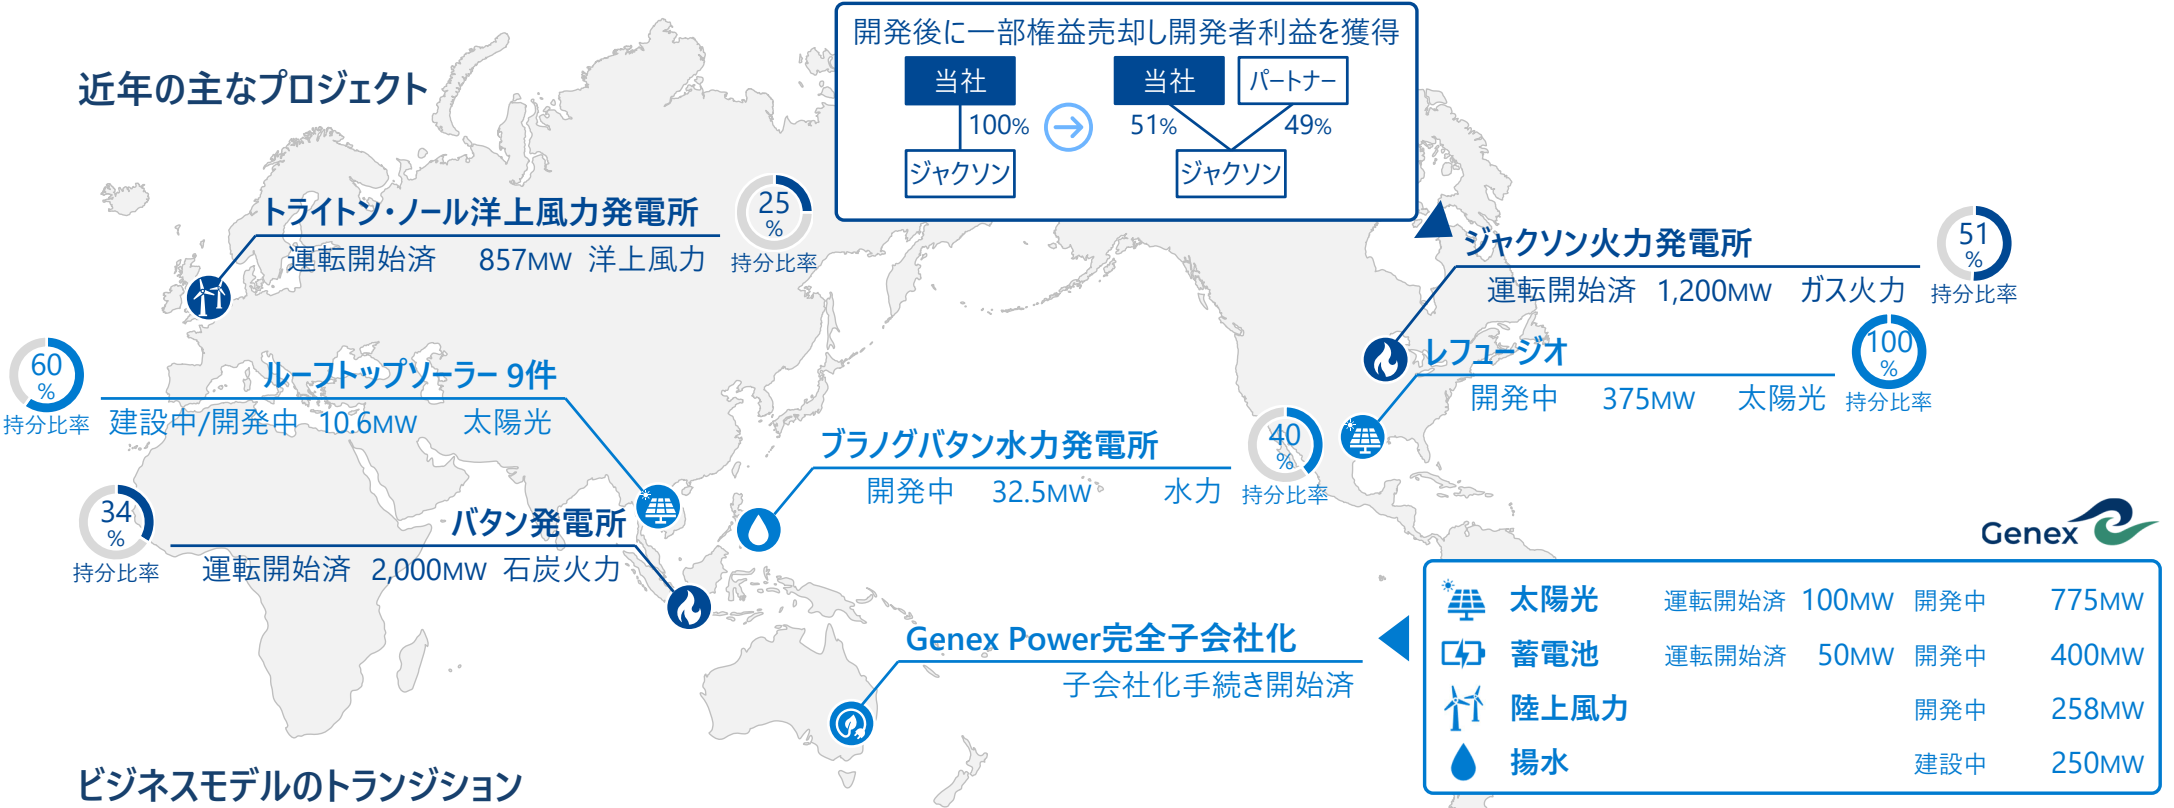 近年の主なプロジェクト
開発後に一部権益売却し開発者利益を獲得
当社
100%
ジャクソン
当社 パートナー
51% 49%
ジャクソン
トライトン・ノール洋上風力発電所
運転開始済 857MW 洋上風力
25
%
持分比率
ジャクソン火力発電所
運転開始済 1,200MW ガス火力
51
%
持分比率
60
%
持分比率
ルーフトップソーラー 9件
建設中/開発中 10.6MW 太陽光
レフュージオ
開発中 375MW 太陽光
100
%
持分比率
ブラノグバタン水力発電所
開発中 32.5MW 水力
40
%
持分比率
34
%
持分比率
バタン発電所
運転開始済 2,000MW 石炭火力
Genex Power完全子会社化
子会社化手続き開始済
Genex
太陽光 運転開始済 100MW 開発中 775MW
蓄電池 運転開始済 50MW 開発中 400MW
陸上風力 開発中 258MW
揚水 建設中 250MW
ビジネスモデルのトランジション